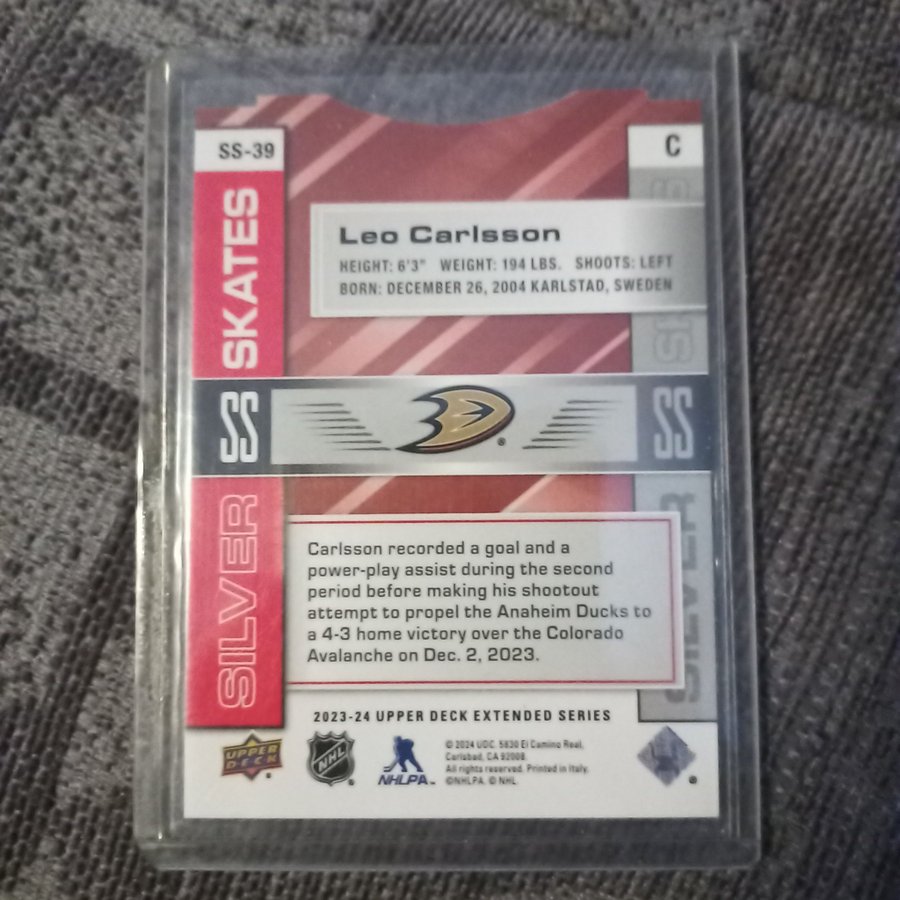 SS-39
C
SILVER SS SKATES
Leo Carlsson
HEIGHT: 6'3" WEIGHT: 194 LBS. SHOOTS: LEFT
BORN: DECEMBER 26, 2004 KARLSTAD, SWEDEN
SILVER SS SKATES
Carlsson recorded a goal and a
power-play assist during the second
period before making his shootout
attempt to propel the Anaheim Ducks to
a 4-3 home victory over the Colorado
Avalanche on Dec. 2, 2023.
2023-24 UPPER DECK EXTENDED SERIES
UPPER DECK
NHL
NHLPA
© 2024 UDC. 5830 El Camino Real,
Carlsbad, CA 92008.
All rights reserved. Printed in Italy.
©NHLPA. © NHL